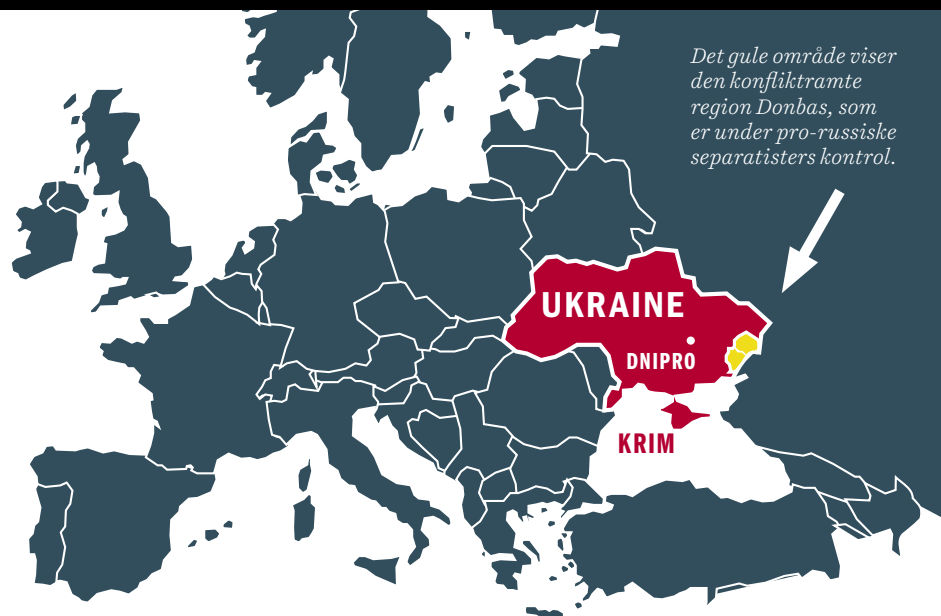 Det gule område viser
den konfliktramte
region Donbas, som
er under pro-russiske
separatisters kontrol.
UKRAINE
DNIPRO
KRIM